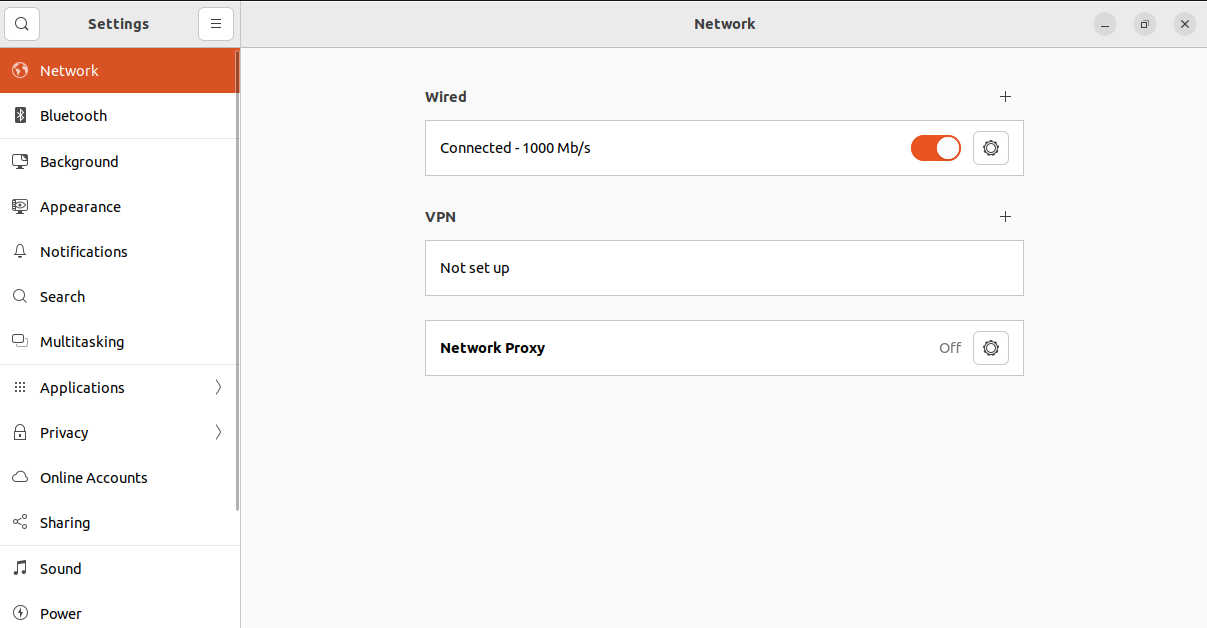 Settings
Network
Network
Bluetooth
Background
Appearance
Notifications
Search
Multitasking
Applications
Privacy
Online Accounts
Sharing
Sound
Power
Wired
Connected - 1000 Mb/s
VPN
Not set up
Network Proxy Off